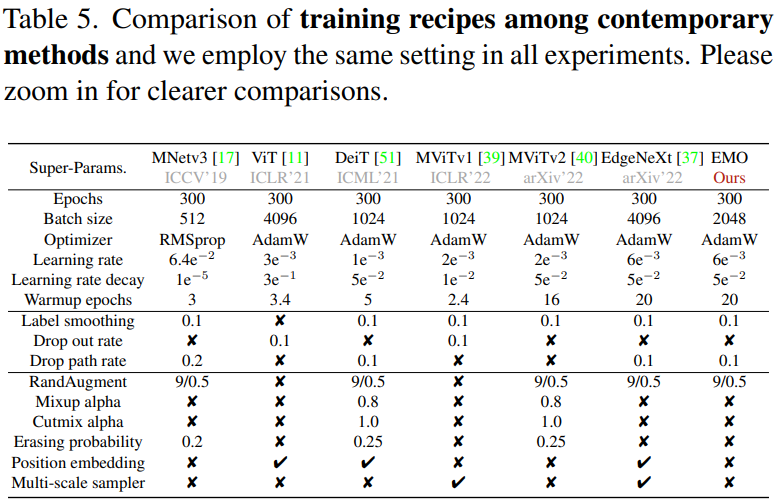 Table 5. Comparison of training recipes among contemporary
methods and we employ the same setting in all experiments. Please
zoom in for clearer comparisons.
Super-Params. MNetv3 [17] ViT [11] DeiT [51] MViTv1 [39] MViTv2 [40] EdgeNeXt [37] EMO
ICCV'19 ICLR'21 ICML'21 ICLR'22 arXiv'22 arXiv'22 Ours
Epochs 300 300 300 300 300 300 300
Batch size 512 4096 1024 1024 1024 4096 2048
Optimizer RMSprop AdamW AdamW AdamW AdamW AdamW AdamW
Learning rate 6.4e⁻² 3e⁻³ 1e⁻³ 2e⁻³ 2e⁻³ 6e⁻³ 6e⁻³
Learning rate decay 1e⁻⁵ 3e⁻¹ 5e⁻² 1e⁻² 5e⁻² 5e⁻² 5e⁻²
Warmup epochs 3 3.4 5 2.4 16 20 20
Label smoothing 0.1 ✘ 0.1 0.1 0.1 0.1 0.1
Drop out rate ✘ 0.1 ✘ 0.1 ✘ ✘ ✘
Drop path rate 0.2 ✘ 0.1 ✘ ✘ 0.1 0.1
RandAugment 9/0.5 ✘ 9/0.5 ✘ 9/0.5 9/0.5 9/0.5
Mixup alpha ✘ ✘ 0.8 ✘ 0.8 ✘ ✘
Cutmix alpha ✘ ✘ 1.0 ✘ 1.0 ✘ ✘
Erasing probability 0.2 ✘ 0.25 ✘ 0.25 ✘ ✘
Position embedding ✘ ✔ ✔ ✘ ✘ ✔ ✘
Multi-scale sampler ✘ ✘ ✘ ✔ ✘ ✔ ✘